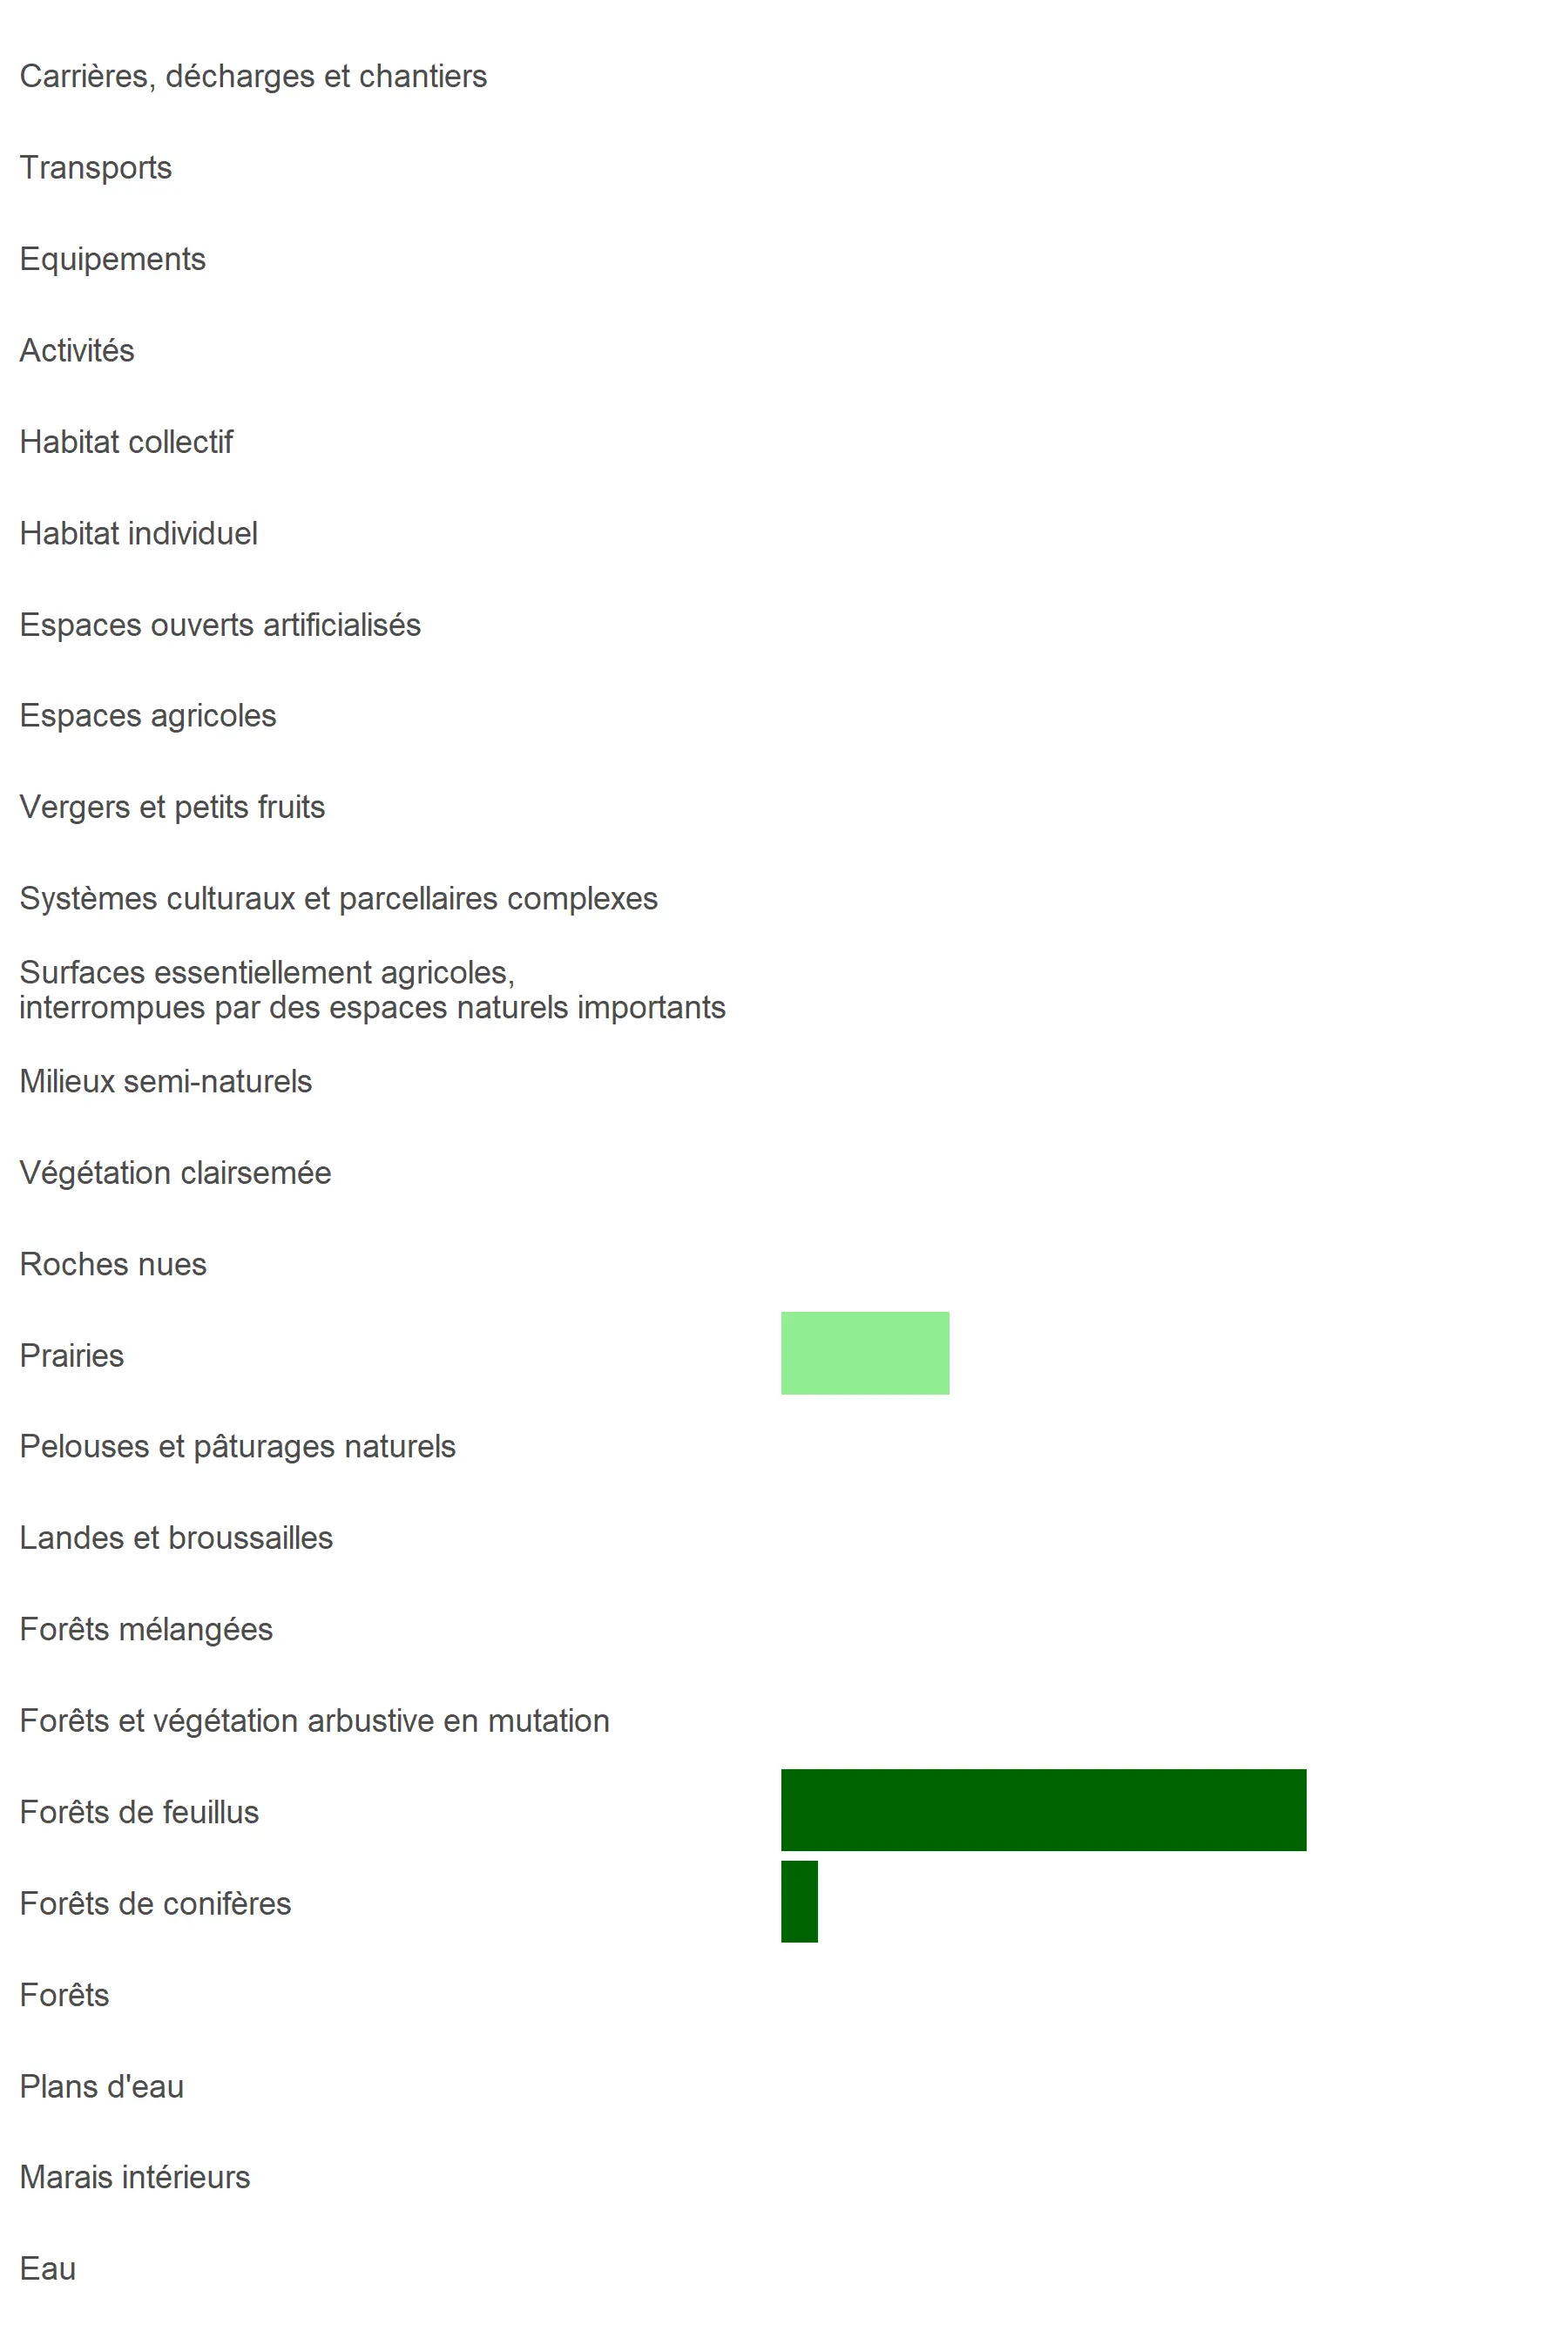 Carrières, décharges et chantiers
Transports
Equipements
Activités
Habitat collectif
Habitat individuel
Espaces ouverts artificialisés
Espaces agricoles
Vergers et petits fruits
Systèmes culturaux et parcellaires complexes
Surfaces essentiellement agricoles,
interrompues par des espaces naturels importants
Milieux semi-naturels
Végétation clairsemée
Roches nues
Prairies
Pelouses et pâturages naturels
Landes et broussailles
Forêts mélangées
Forêts et végétation arbustive en mutation
Forêts de feuillus
Forêts de conifères
Forêts
Plans d'eau
Marais intérieurs
Eau